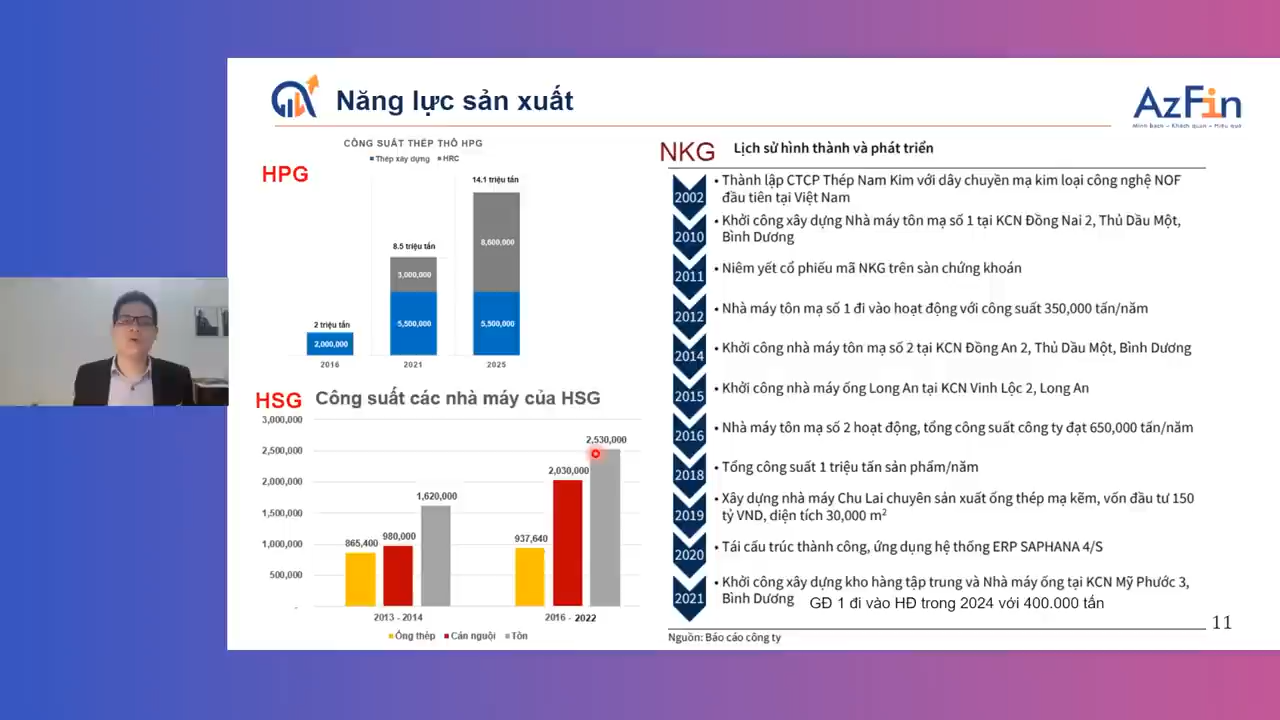 Năng lực sản xuất
AzFin
Minh bạch - Khách quan - Hiệu quả
CÔNG SUẤT THÉP THÔ HPG
Thép xây dựng HRC
HPG
14.1 triệu tấn
8,600,000
8.5 triệu tấn
3,000,000
5,500,000
5,500,000
2 triệu tấn
2,000,000
2016 2021 2025
HSG
Công suất các nhà máy của HSG
3,000,000
2,500,000
2,000,000
1,500,000
1,000,000
500,000
-
865,400
980,000
1,620,000
937,640
2,030,000
2,530,000
2013 - 2014
2016 - 2022
Ống thép Cán nguội Tôn
NKG
Lịch sử hình thành và phát triển
2002
• Thành lập CTCP Thép Nam Kim với dây chuyền mạ kim loại công nghệ NOF
đầu tiên tại Việt Nam
2010
• Khởi công xây dựng Nhà máy tôn mạ số 1 tại KCN Đồng Nai 2, Thủ Dầu Một,
Bình Dương
2011
• Niêm yết cổ phiếu mã NKG trên sàn chứng khoán
2012
• Nhà máy tôn mạ số 1 đi vào hoạt động với công suất 350,000 tấn/năm
2014
• Khởi công nhà máy tôn mạ số 2 tại KCN Đồng An 2, Thủ Dầu Một, Bình Dương
2015
• Khởi công nhà máy ống Long An tại KCN Vinh Lộc 2, Long An
2016
• Nhà máy tôn mạ số 2 hoạt động, tổng công suất công ty đạt 650,000 tấn/năm
2018
• Tổng công suất 1 triệu tấn sản phẩm/năm
2019
• Xây dựng nhà máy Chu Lai chuyên sản xuất ống thép mạ kẽm, vốn đầu tư 150
tỷ VND, diện tích 30,000 m²
2020
• Tái cấu trúc thành công, ứng dụng hệ thống ERP SAPHANA 4/S
2021
• Khởi công xây dựng kho hàng tập trung và Nhà máy ống tại KCN Mỹ Phước 3,
Bình Dương
GĐ 1 đi vào HĐ trong 2024 với 400.000 tấn
Nguồn: Báo cáo công ty
11